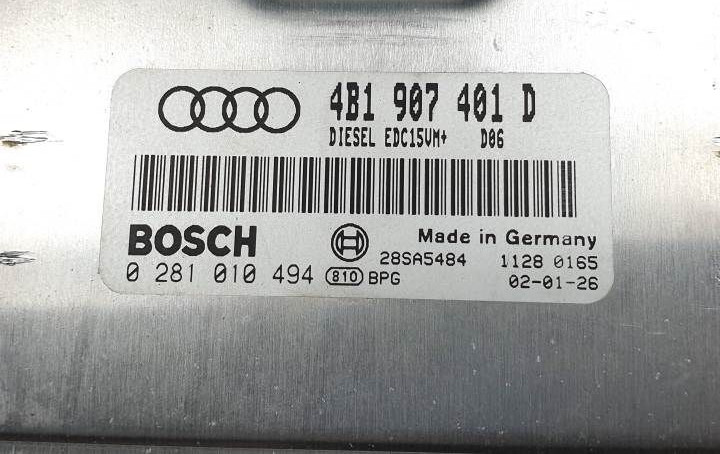 4B1 907 401 D
DIESEL EDC15VM+ D06
BOSCH
Made in Germany
28SA5484 1128 0165
0 281 010 494 810 BPG 02-01-26